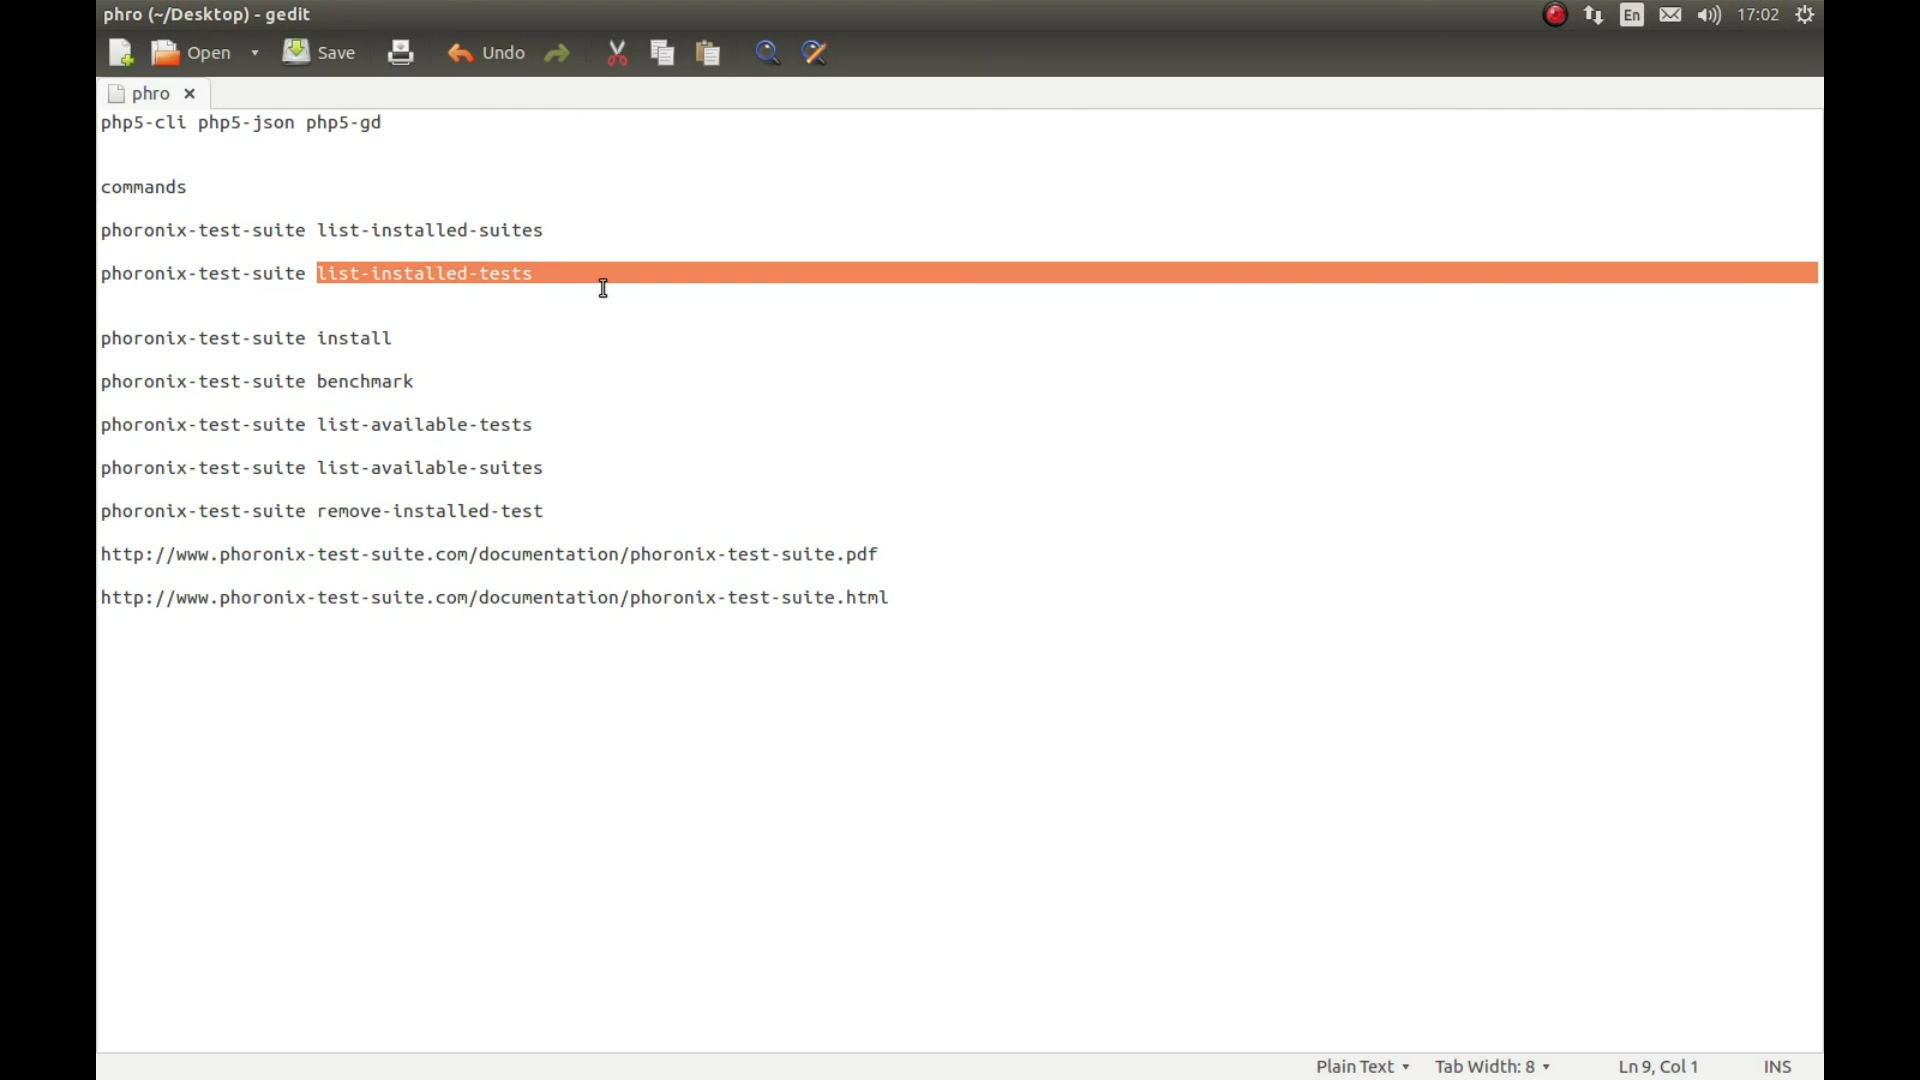 phro (~/Desktop) - gedit
En
17:02
Open
Save
Undo
phro
php5-cli php5-json php5-gd
commands
phoronix-test-suite list-installed-suites
phoronix-test-suite list-installed-tests
phoronix-test-suite install
phoronix-test-suite benchmark
phoronix-test-suite list-available-tests
phoronix-test-suite list-available-suites
phoronix-test-suite remove-installed-test
http://www.phoronix-test-suite.com/documentation/phoronix-test-suite.pdf
http://www.phoronix-test-suite.com/documentation/phoronix-test-suite.html
Plain Text Tab Width: 8 Ln 9, Col 1 INS